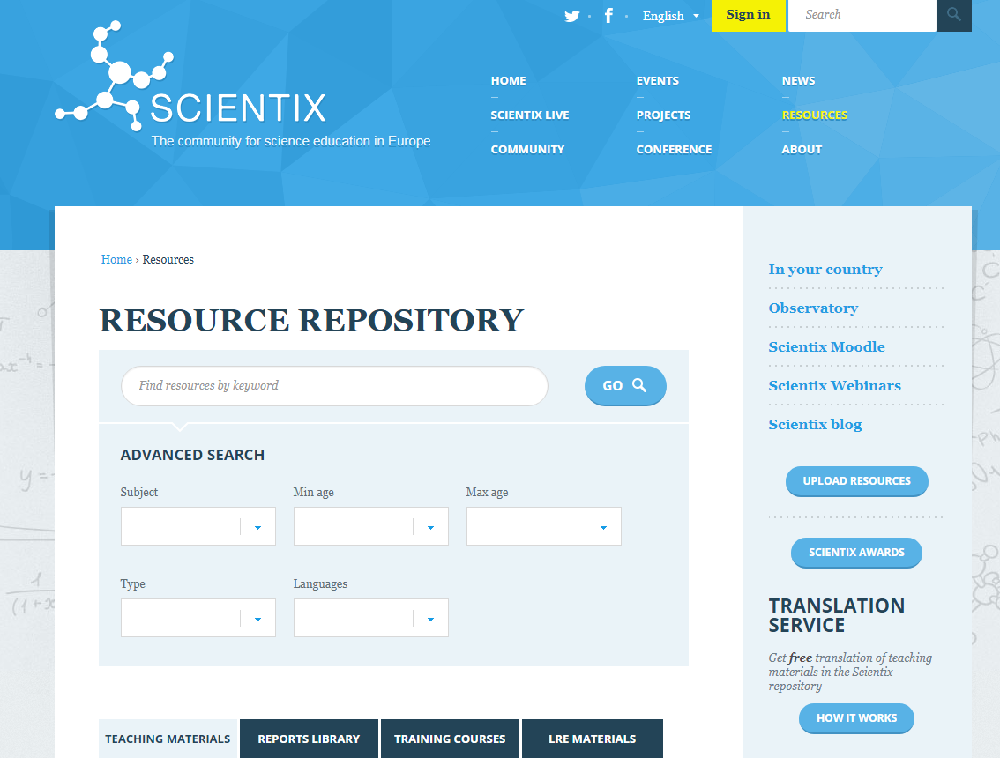 English
Sign in
Search
SCIENTIX
The community for science education in Europe
HOME
EVENTS
NEWS
SCIENTIX LIVE
PROJECTS
RESOURCES
COMMUNITY
CONFERENCE
ABOUT
Home › Resources
RESOURCE REPOSITORY
Find resources by keyword
GO
ADVANCED SEARCH
Subject
Min age
Max age
Type
Languages
TEACHING MATERIALS
REPORTS LIBRARY
TRAINING COURSES
LRE MATERIALS
In your country
Observatory
Scientix Moodle
Scientix Webinars
Scientix blog
UPLOAD RESOURCES
SCIENTIX AWARDS
TRANSLATION
SERVICE
Get free translation of teaching
materials in the Scientix
repository
HOW IT WORKS